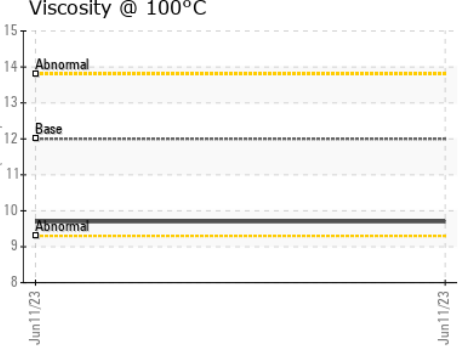 Viscosity @ 100°C
15
Abnormal
14
13
Base
12
11
10
Abnormal
9
8
Jun11/23
Jun11/23